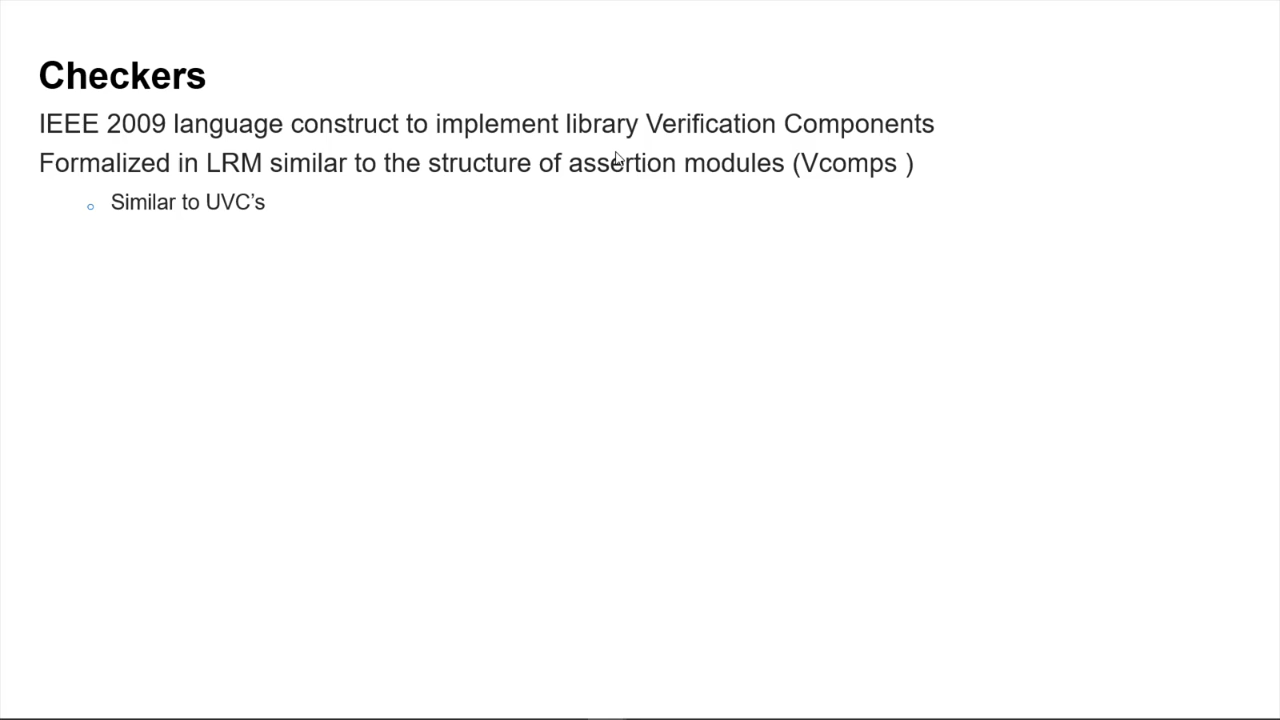 Checkers
IEEE 2009 language construct to implement library Verification Components
Formalized in LRM similar to the structure of assertion modules (Vcomps )
Similar to UVC’s